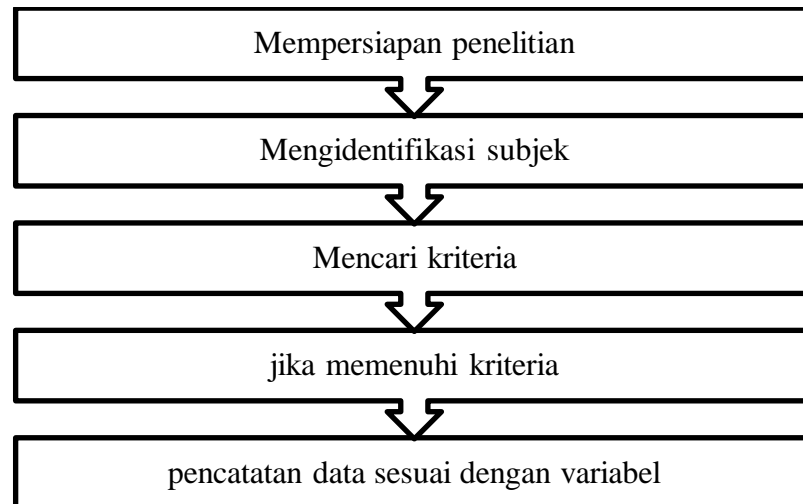 Mempersiapan penelitian
Mengidentifikasi subjek
Mencari kriteria
jika memenuhi kriteria
pencatatan data sesuai dengan variabel